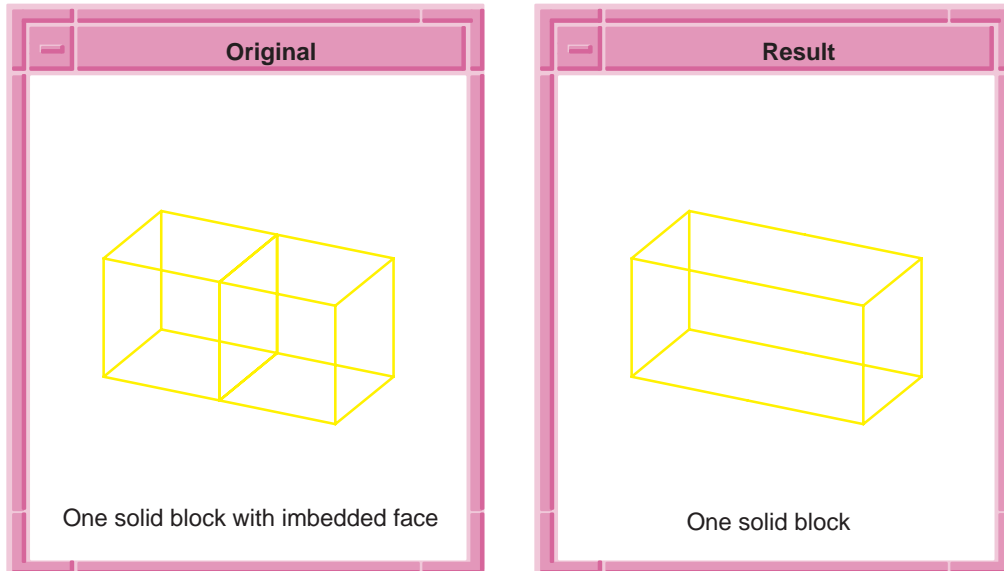 Original
One solid block with imbedded face
Result
One solid block